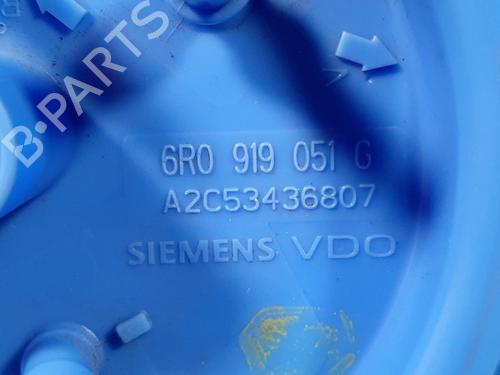 B·PARTS
6R0 919 051 G
A2C53436807
SIEMENS VDO